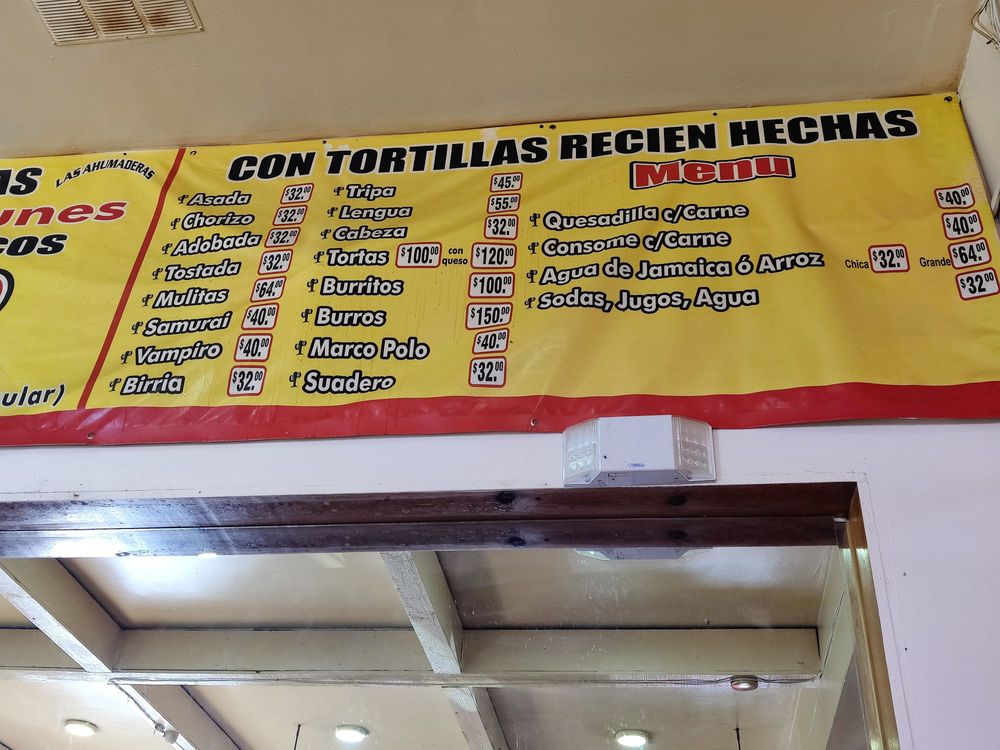 AS
LAS AHUMADERAS
unes
cos
ular)
CON TORTILLAS RECIEN HECHAS
Menu
Asada $32.00
Chorizo $32.00
Adobada $32.00
Tostada $32.00
Mulitas $64.00
Samurai $40.00
Vampiro $40.00
Birria $32.00
Tripa $45.00
Lengua $55.00
Cabeza $32.00
Tortas $100.00 con queso $120.00
Burritos $100.00
Burros $150.00
Marco Polo $40.00
Suadero $32.00
Quesadilla c/Carne $40.00
Consome c/Carne $40.00
Agua de Jamaica ó Arroz Chica $32.00 Grande $64.00
Sodas, Jugos, Agua $32.00